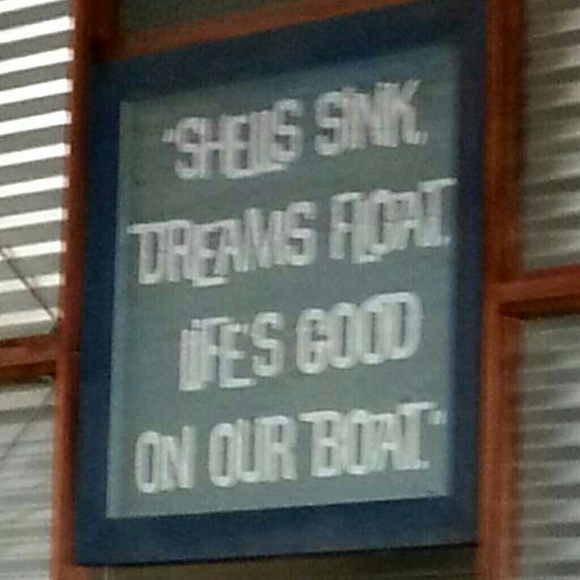 "SHELLS SINK,
DREAMS FLOAT,
LIFE'S GOOD
ON OUR BOAT."